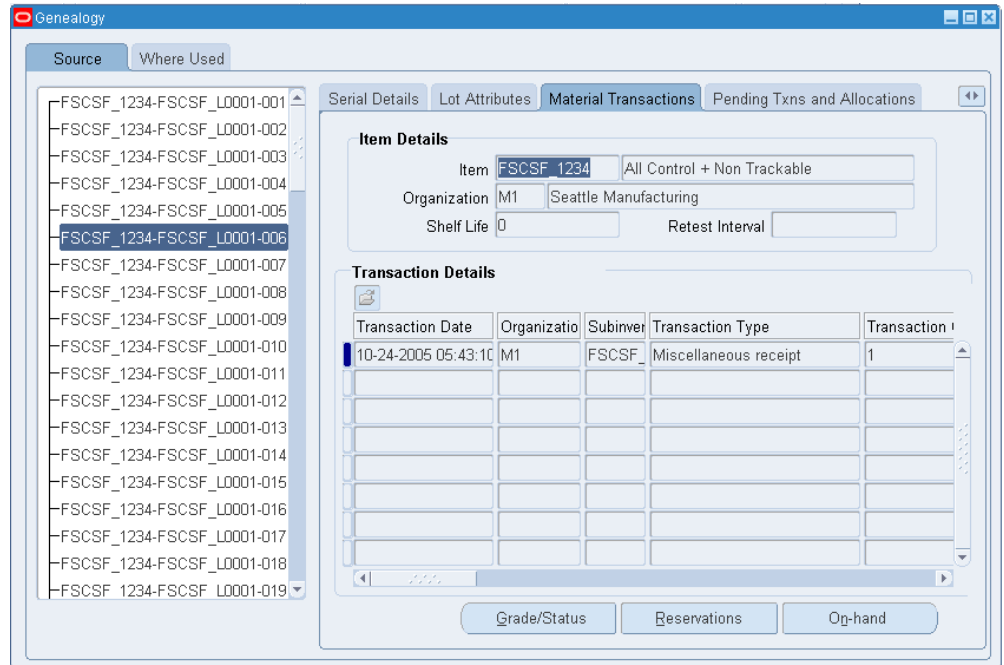 Genealogy
Source Where Used
FSCSF_1234-FSCSF_L0001-001
FSCSF_1234-FSCSF_L0001-002
FSCSF_1234-FSCSF_L0001-003
FSCSF_1234-FSCSF_L0001-004
FSCSF_1234-FSCSF_L0001-005
FSCSF_1234-FSCSF_L0001-006
FSCSF_1234-FSCSF_L0001-007
FSCSF_1234-FSCSF_L0001-008
FSCSF_1234-FSCSF_L0001-009
FSCSF_1234-FSCSF_L0001-010
FSCSF_1234-FSCSF_L0001-011
FSCSF_1234-FSCSF_L0001-012
FSCSF_1234-FSCSF_L0001-013
FSCSF_1234-FSCSF_L0001-014
FSCSF_1234-FSCSF_L0001-015
FSCSF_1234-FSCSF_L0001-016
FSCSF_1234-FSCSF_L0001-017
FSCSF_1234-FSCSF_L0001-018
FSCSF_1234-FSCSF_L0001-019
Serial Details Lot Attributes Material Transactions Pending Txns and Allocations
Item Details
Item FSCSF_1234 All Control + Non Trackable
Organization M1 Seattle Manufacturing
Shelf Life 0 Retest Interval
Transaction Details
Transaction Date Organizatio Subinver Transaction Type Transaction
10-24-2005 05:43:10 M1 FSCSF_ Miscellaneous receipt 1
Grade/Status Reservations On-hand